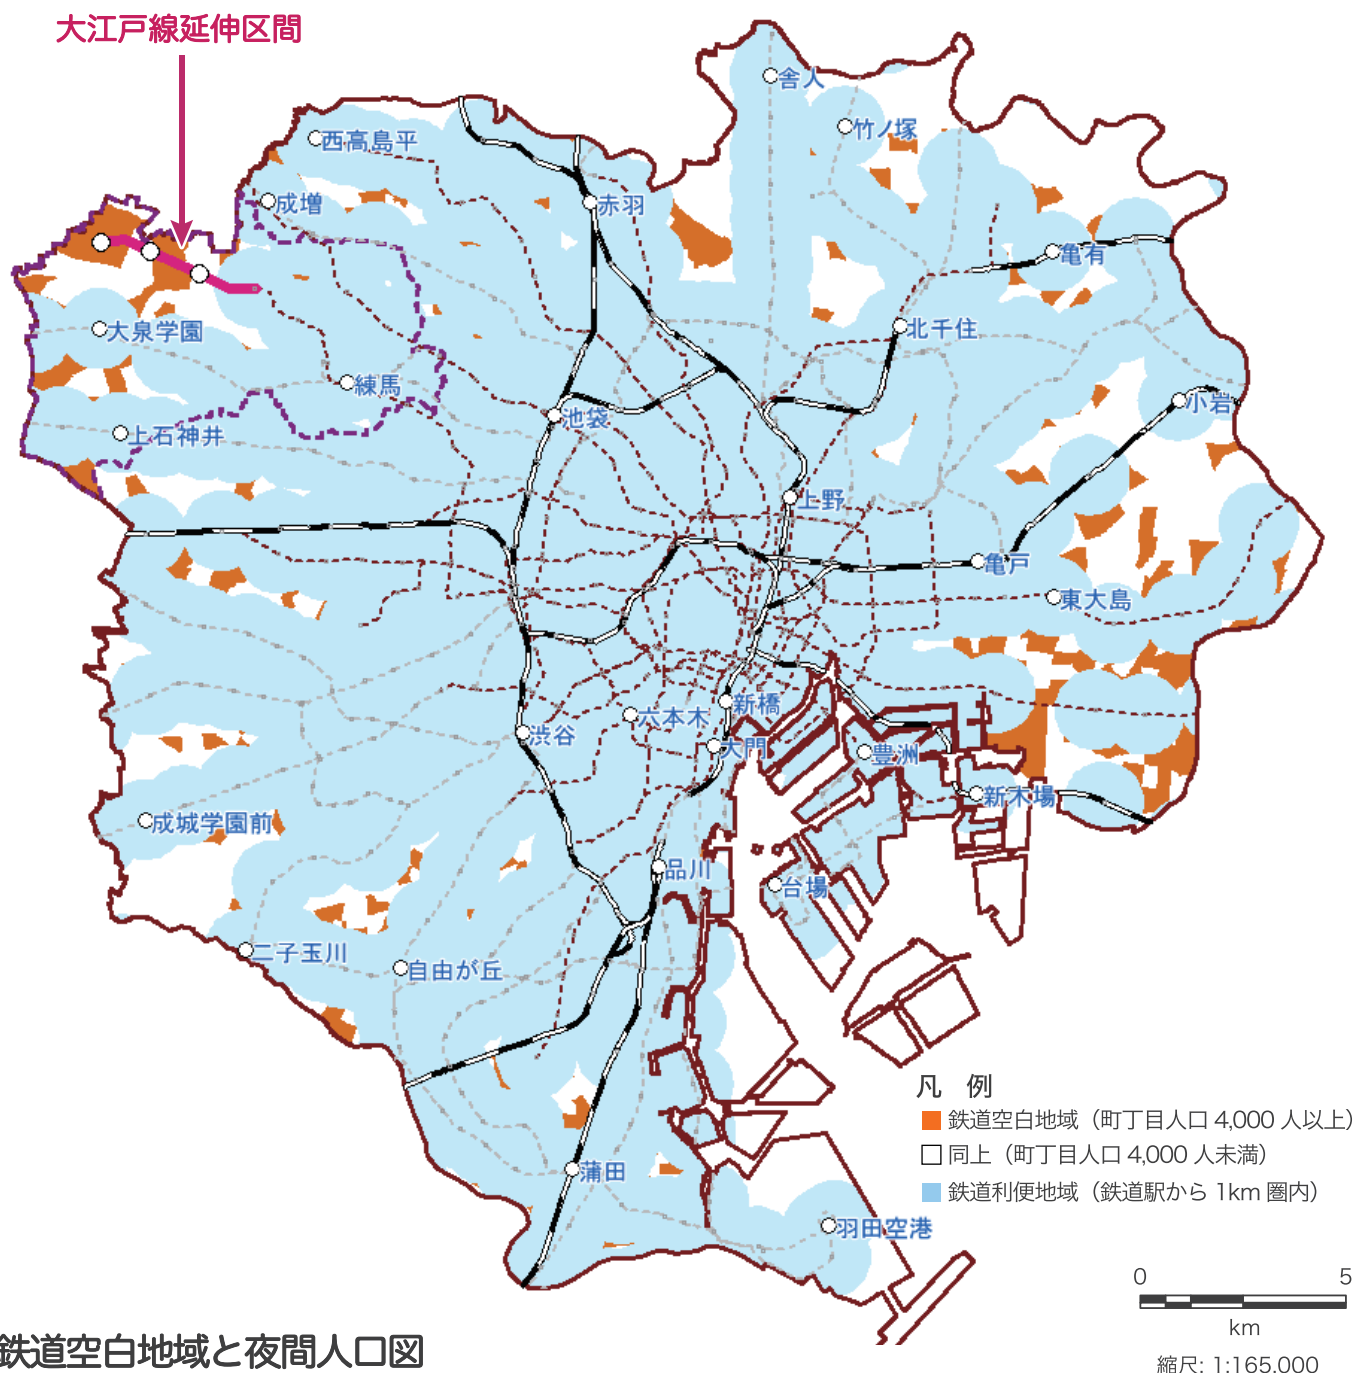 大江戸線延伸区間
舎人
竹ノ塚
西高島平
成増
赤羽
亀有
大泉学園
北千住
練馬
小岩
池袋
上石神井
上野
亀戸
東大島
新橋
六本木
渋谷
大門
豊洲
新木場
成城学園前
品川
台場
二子玉川
自由が丘
蒲田
羽田空港
凡 例
鉄道空白地域（町丁目人口 4,000 人以上）
同上（町丁目人口 4,000 人未満）
鉄道利便地域（鉄道駅から 1km 圏内）
0 5
km
縮尺: 1:165,000
鉄道空白地域と夜間人口図